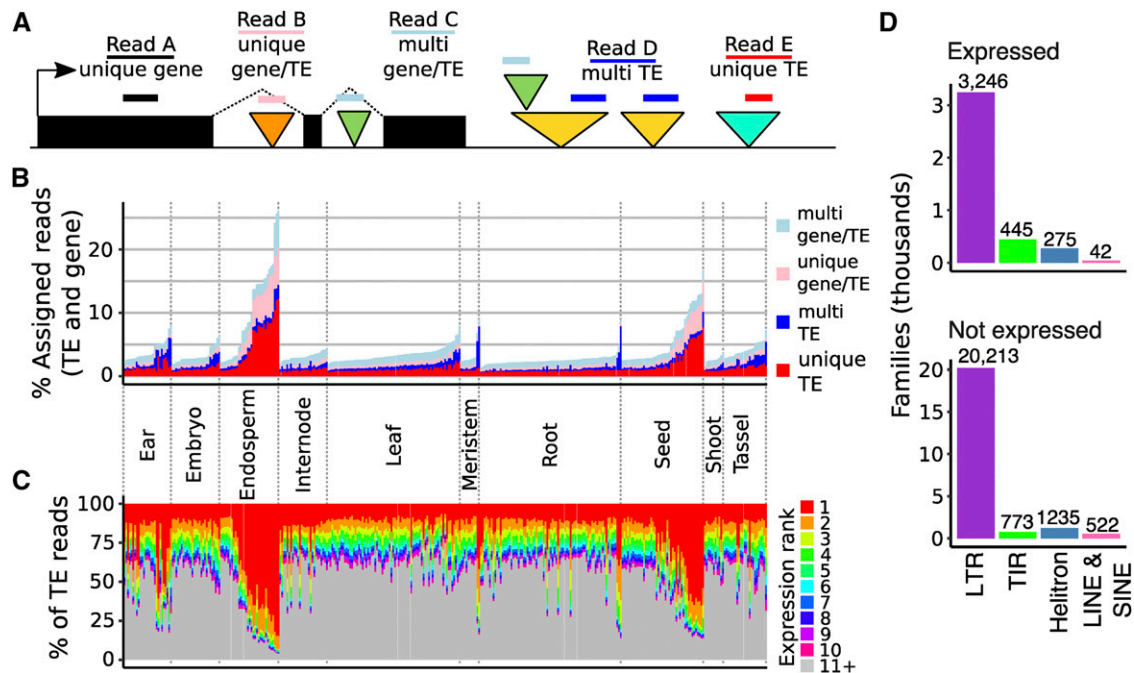 A
Read A
unique gene
Read B
unique
gene/TE
Read C
multi
gene/TE
Read D
multi TE
Read E
unique TE
B
% Assigned reads
(TE and gene)
20
10
0
multi
gene/TE
unique
gene/TE
multi
TE
unique
TE
Ear
Embryo
Endosperm
Internode
Leaf
Meristem
Root
Seed
Shoot
Tassel
C
% of TE reads
100
75
50
25
0
Expression rank
1
2
3
4
5
6
7
8
9
10
11+
D
Expressed
Families (thousands)
3
2
1
0
3,246
445
275
42
Not expressed
20
15
10
5
0
20,213
773
1235
522
LTR
TIR
Helitron
LINE &
SINE